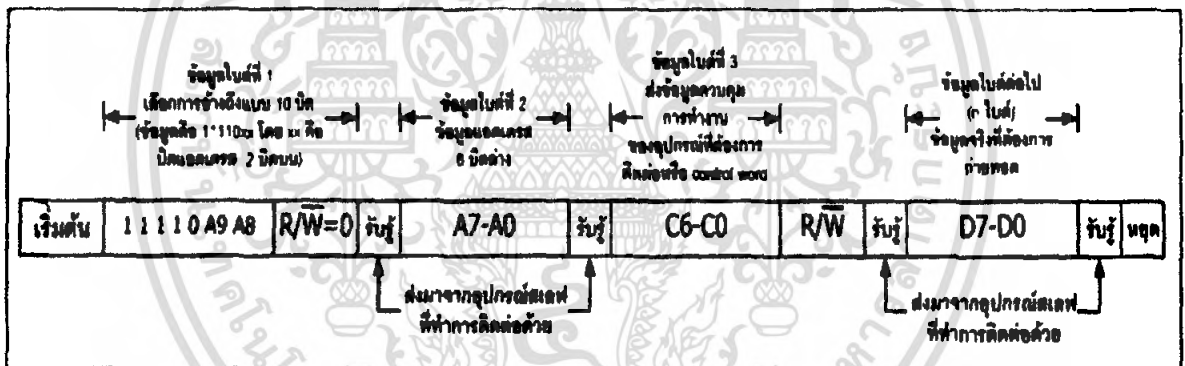 ข้อมูลไบต์ที่ 1
เลือกการอ้างถึงแบบ 10 บิต
(ข้อมูลคือ 11110xx โดย xx คือ
บิตแอดเดรส 2 บิตบน)
ข้อมูลไบต์ที่ 2
ข้อมูลแอดเดรส
8 บิตล่าง
ข้อมูลไบต์ที่ 3
ส่งข้อมูลควบคุม
การทำงาน
ของอุปกรณ์ที่ต้องการ
ติดต่อหรือ control word
ข้อมูลไบต์ต่อไป
(n ไบต์)
ข้อมูลจริงที่ต้องการ
ถ่ายทอด
เริ่มต้น 1 1 1 1 0 A9 A8 R/W̅=0 รับรู้ A7-A0 รับรู้ C6-C0 R/W̅ รับรู้ D7-D0 รับรู้ หยุด
ส่งมาจากอุปกรณ์สเลฟ
ที่ทำการติดต่อด้วย
ส่งมาจากอุปกรณ์สเลฟ
ที่ทำการติดต่อด้วย